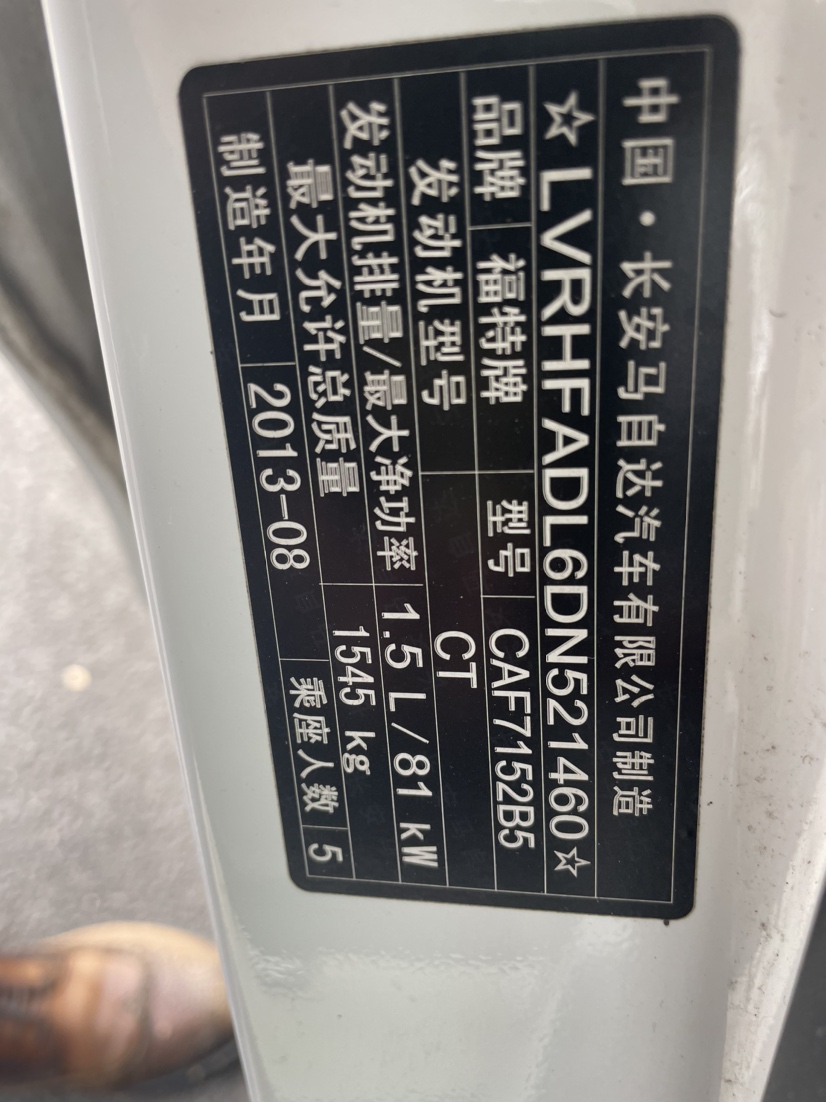 中国·长安马自达汽车有限公司制造
☆LVRHFADL6DN521460☆
品牌 福特牌 型号 CAF7152B5
发动机型号 CT
发动机排量/最大净功率 1.5 L/81 kW
最大允许总质量 1545 kg
制造年月 2013-08 乘座人数 5